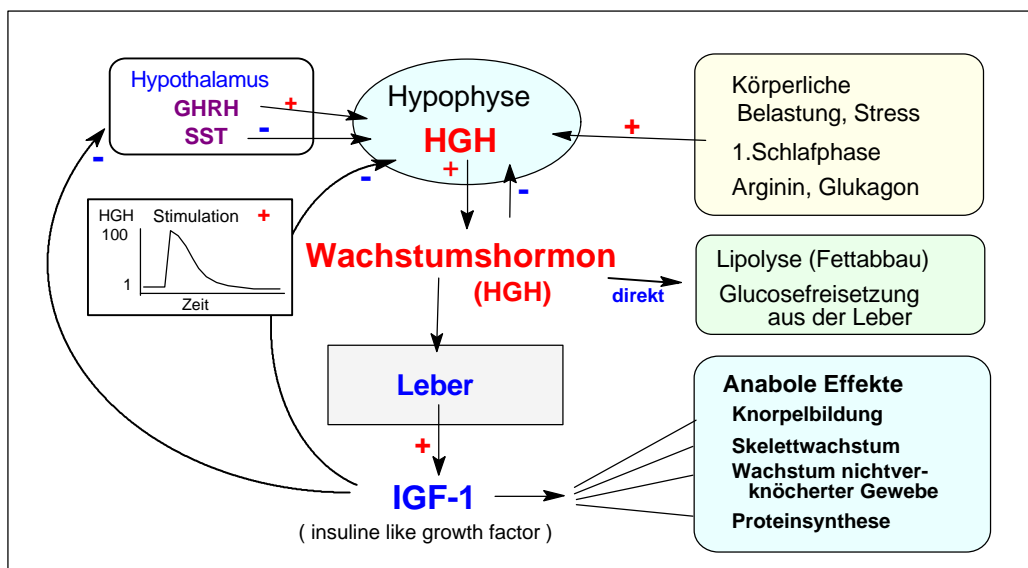 Hypothalamus
GHRH
+
SST
-
-
Hypophyse
HGH
+
-
-
+
Körperliche
Belastung, Stress
1.Schlafphase
Arginin, Glukagon
HGH Stimulation +
100
1
Zeit
Wachstumshormon
(HGH)
direkt
Lipolyse (Fettabbau)
Glucosefreisetzung
aus der Leber
Leber
+
IGF-1
( insuline like growth factor )
Anabole Effekte
Knorpelbildung
Skelettwachstum
Wachstum nichtver-
knöcherter Gewebe
Proteinsynthese